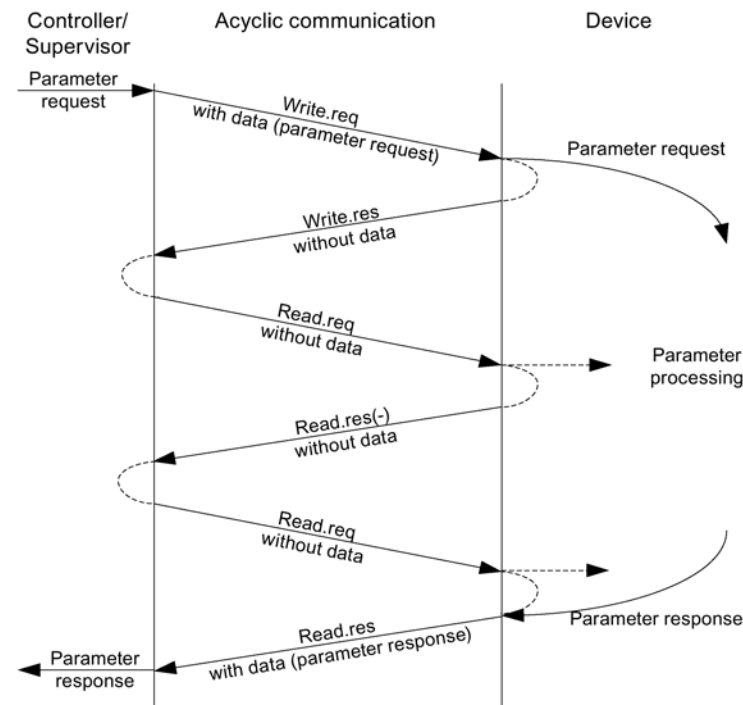 Controller/
Supervisor
Acyclic communication
Device
Parameter
request
Write.req
with data (parameter request)
Parameter request
Write.res
without data
Read.req
without data
Parameter
processing
Read.res(-)
without data
Read.req
without data
Parameter response
Read.res
with data (parameter response)
Parameter
response